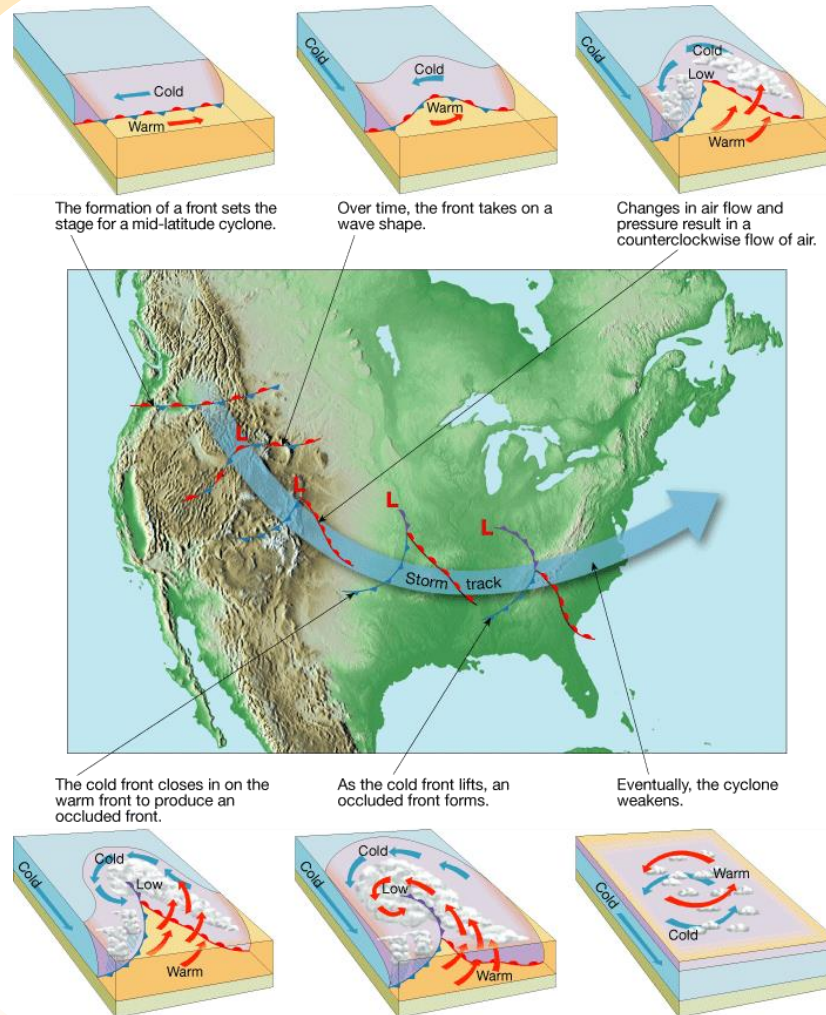 Cold
Warm
Cold
Cold
Warm
Cold
Cold
Low
Warm
The formation of a front sets the
stage for a mid-latitude cyclone.
Over time, the front takes on a
wave shape.
Changes in air flow and
pressure result in a
counterclockwise flow of air.
L
L
L
L
Storm track
The cold front closes in on the
warm front to produce an
occluded front.
As the cold front lifts, an
occluded front forms.
Eventually, the cyclone
weakens.
Cold
Cold
Low
Warm
Cold
Low
Warm
Cold
Warm
Cold